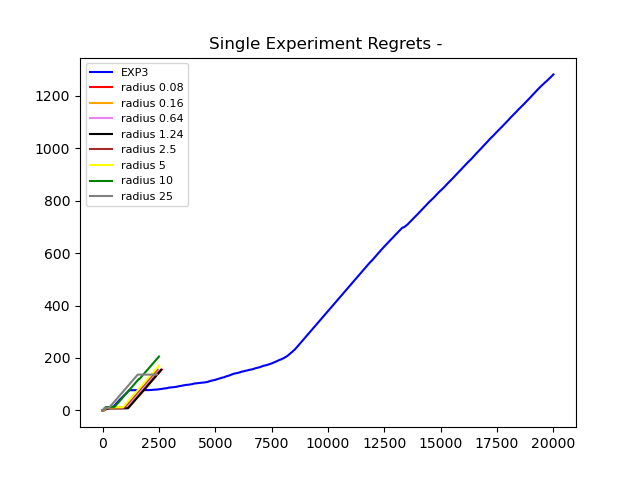 Single Experiment Regrets -
EXP3
radius 0.08
radius 0.16
radius 0.64
radius 1.24
radius 2.5
radius 5
radius 10
radius 25
1200
1000
800
600
400
200
0
0 2500 5000 7500 10000 12500 15000 17500 20000